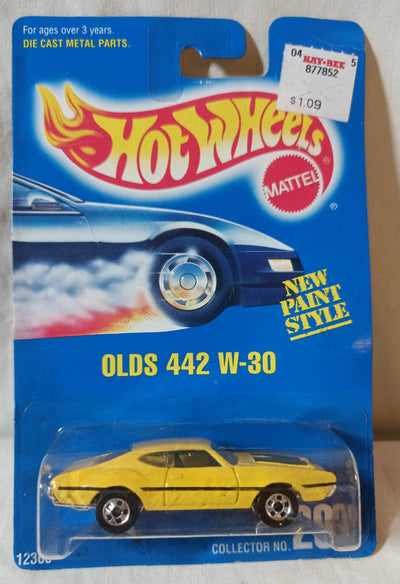 For ages over 3 years.
DIE CAST METAL PARTS.
04 KAY-BEE 5
877852
$1.09
HOT WHEELS
®
MATTEL
®
NEW
PAINT
STYLE
OLDS 442 W-30
COLLECTOR NO.